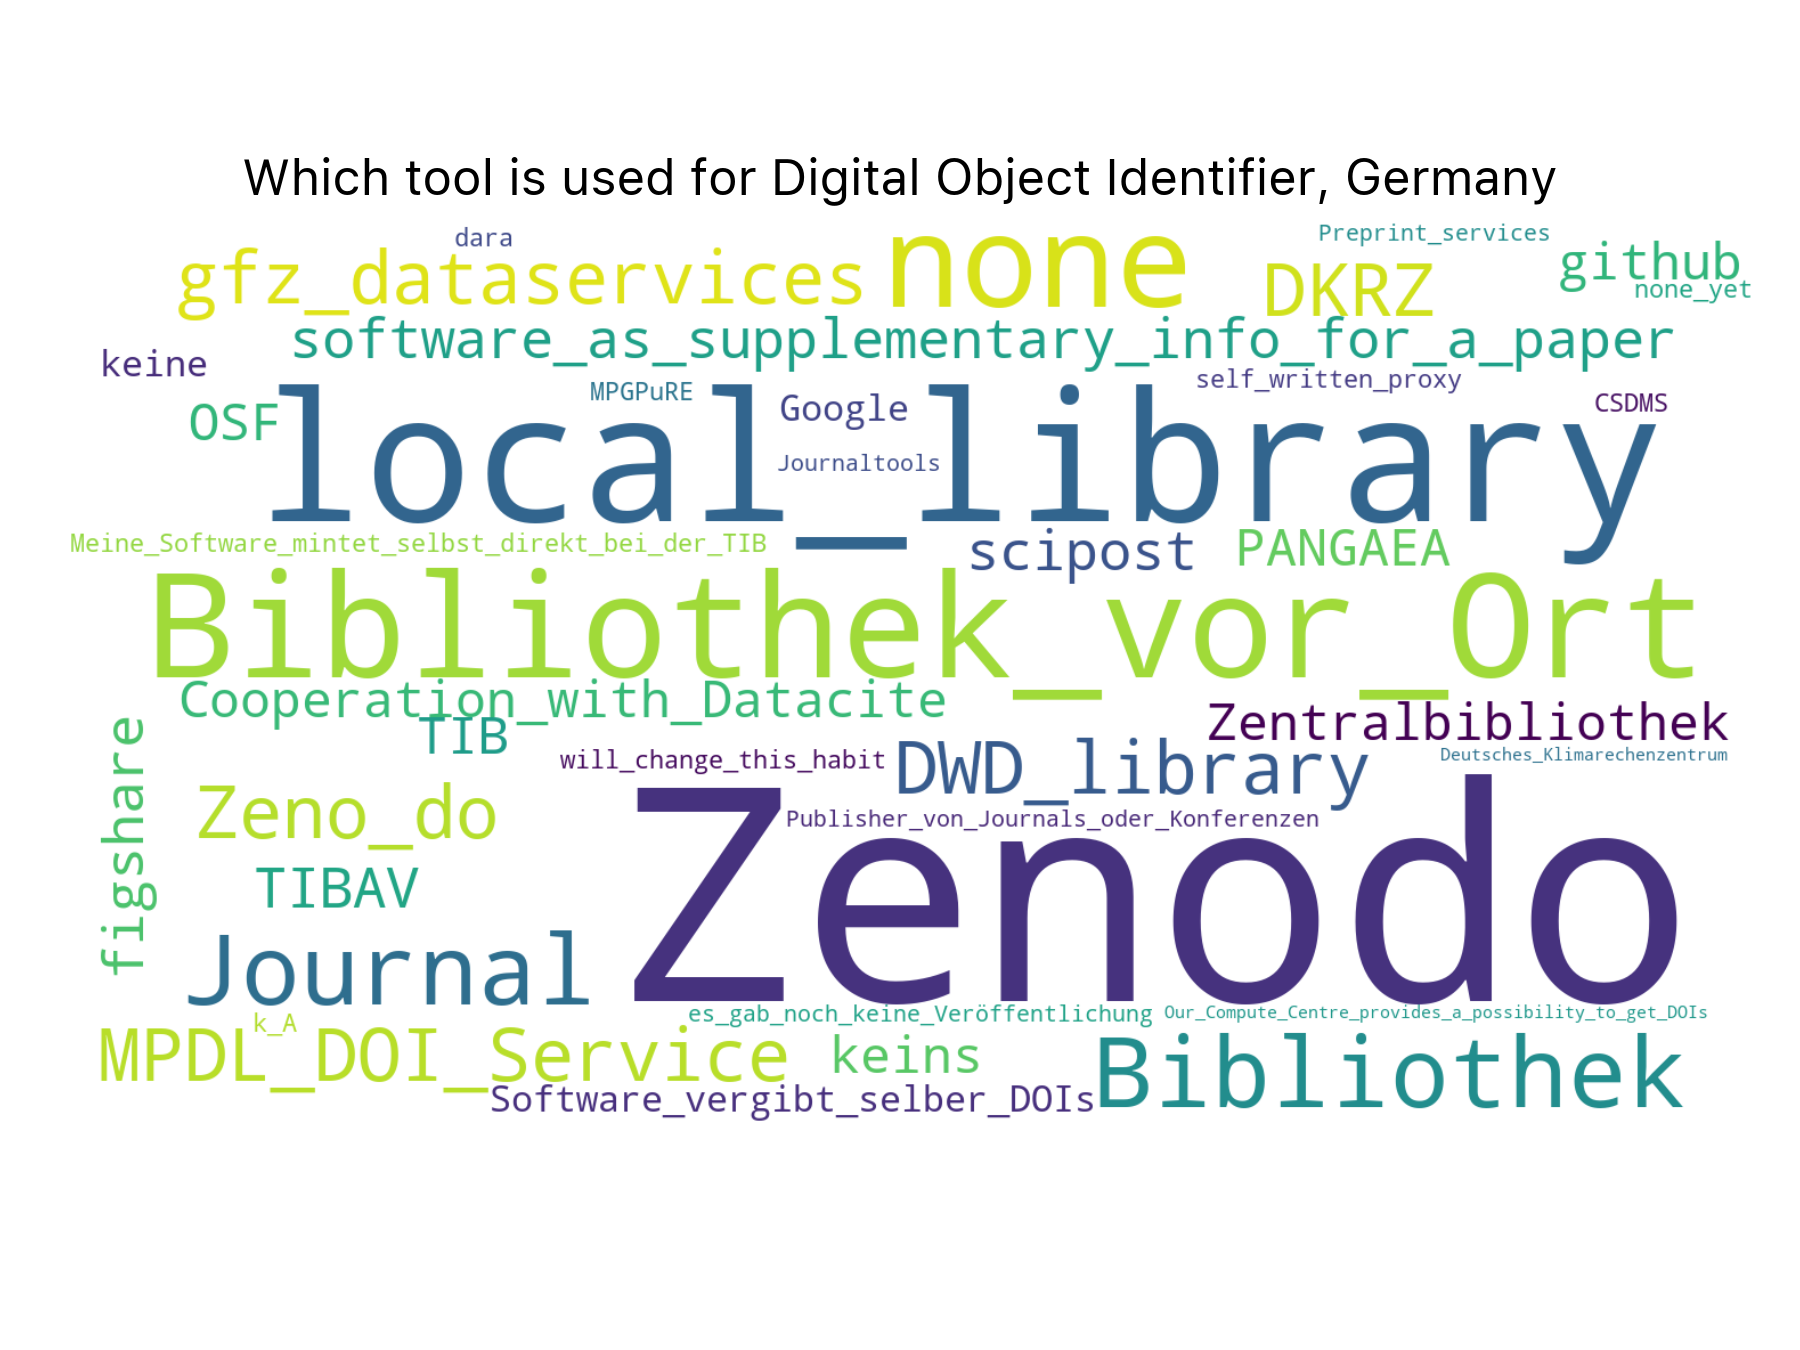 Which tool is used for Digital Object Identifier, Germany
dara
gfz_dataservices
none
Preprint_services
DKRZ
github
none_yet
software_as_supplementary_info_for_a_paper
keine
MPGPuRE
Google
self_written_proxy
CSDMS
OSF
local_library
Journaltools
Meine_Software_mintet_selbst_direkt_bei_der_TIB
scipost
PANGAEA
Bibliothek_vor_Ort
Cooperation_with_Datacite
Zentralbibliothek
TIB
will_change_this_habit
DWD_library
Deutsches_Klimarechenzentrum
figshare
Zeno_do
Publisher_von_Journals_oder_Konferenzen
Zenodo
TIBAV
Journal
es_gab_noch_keine_Veröffentlichung
Our_Compute_Centre_provides_a_possibility_to_get_DOIs
k_A
MPDL_DOI_Service
keins
Bibliothek
Software_vergibt_selber_DOIs